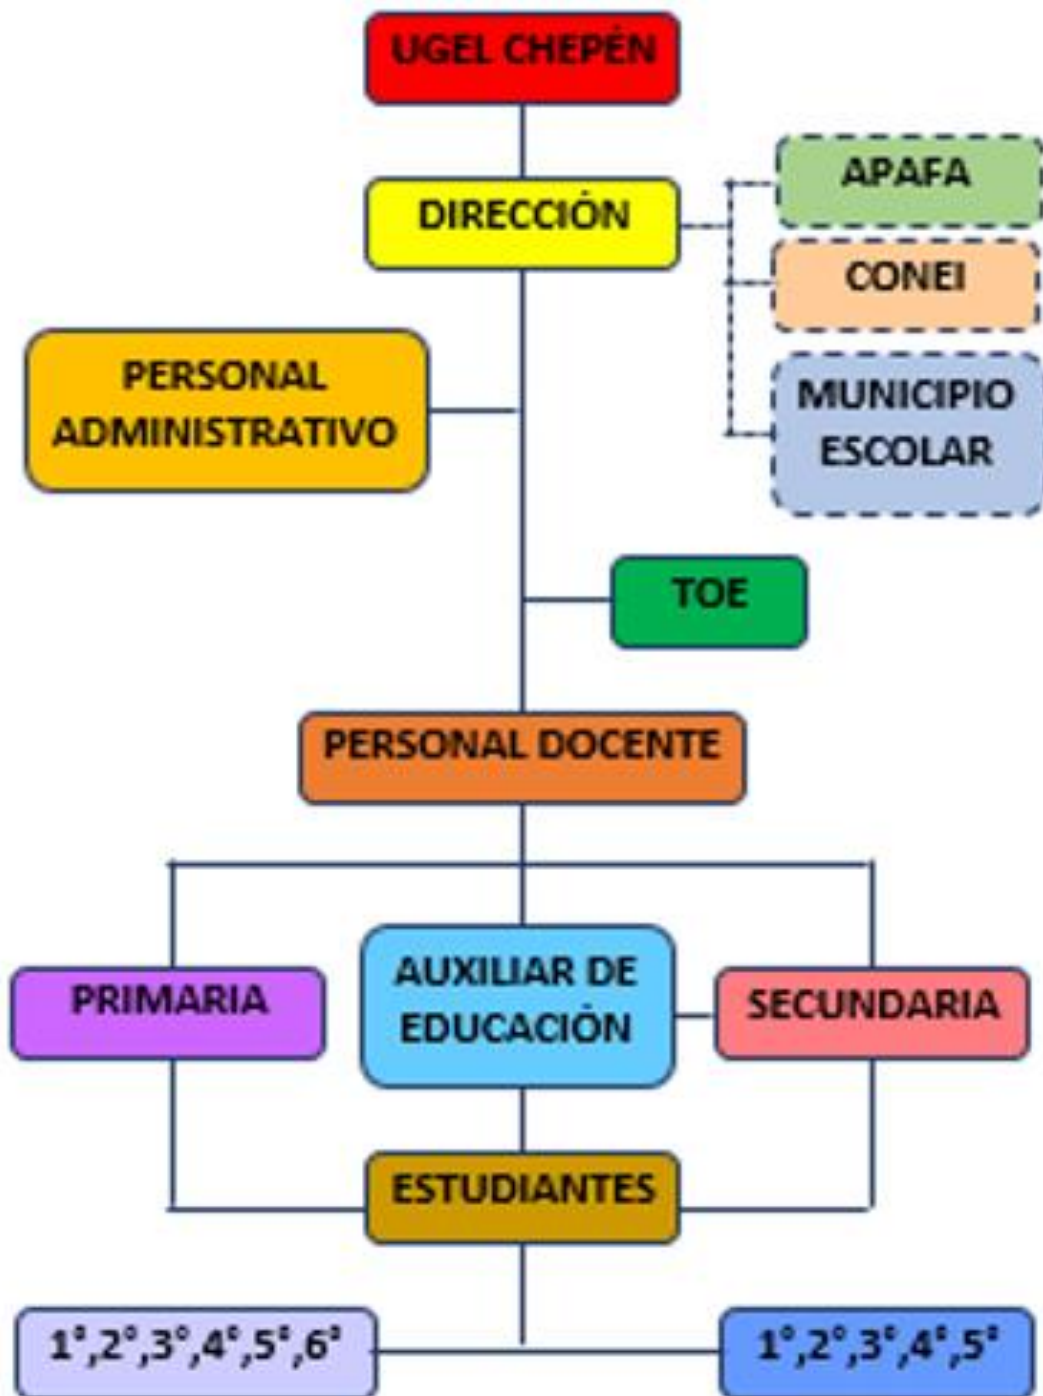 UGEL CHEPÉN
DIRECCIÓN
APAFA
CONEI
MUNICIPIO
ESCOLAR
PERSONAL
ADMINISTRATIVO
TOE
PERSONAL DOCENTE
PRIMARIA
AUXILIAR DE
EDUCACIÓN
SECUNDARIA
ESTUDIANTES
1°,2°,3°,4°,5°,6°
1°,2°,3°,4°,5°